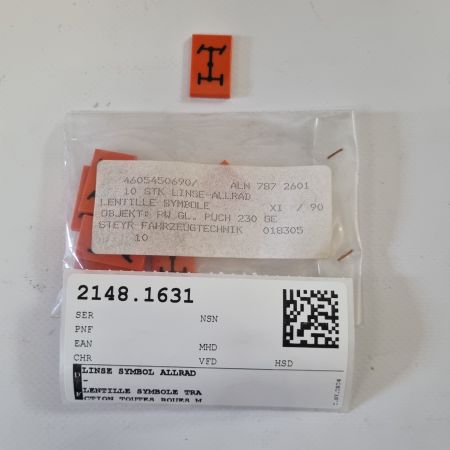 4605450690/ ALN 787 2601
10 STK LINSE-ALLRAD
LENTILLE SYMBOLE XI / 90
OBJEKT: PW GL. PUCH 230 GE
STEYR FAHRZEUGTECHNIK 018305
10
2148.1631
SER NSN
PNF
EAN MHD
CHR VFD HSD
LINSE SYMBOL ALLRAD
-
LENTILLE SYMBOLE TRA
CTION TOUTES ROUES M